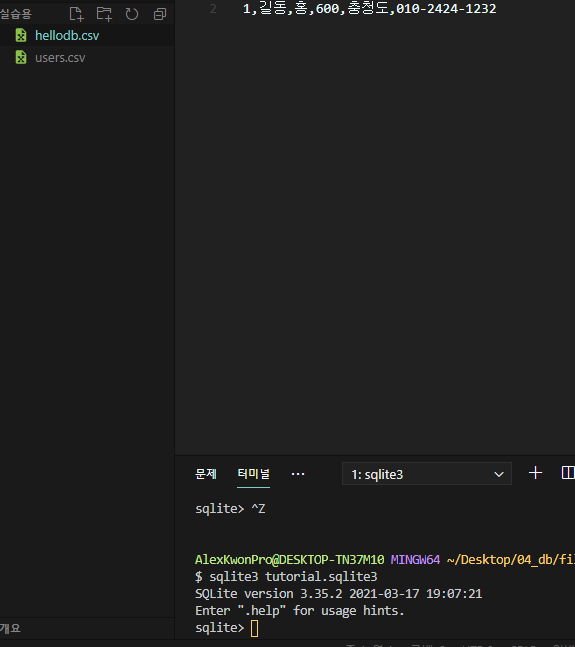 실습용
hellodb.csv
users.csv
2 1,길동,홍,600,충청도,010-2424-1232
문제 터미널 ... 1: sqlite3
sqlite> ^Z
AlexKwonPro@DESKTOP-TN37M10 MINGW64 ~/Desktop/04_db/fil
$ sqlite3 tutorial.sqlite3
SQLite version 3.35.2 2021-03-17 19:07:21
Enter ".help" for usage hints.
sqlite>
개요